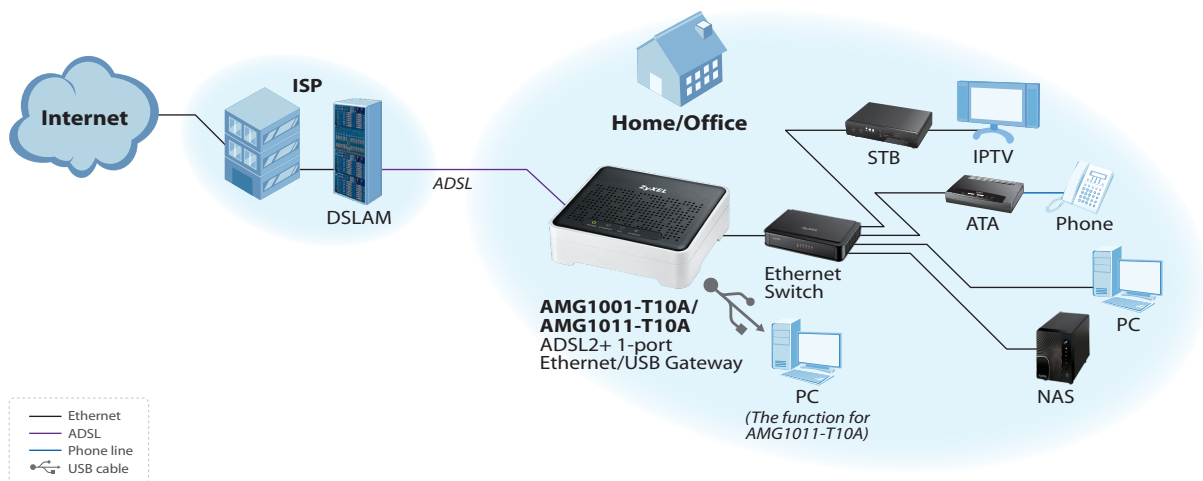 Internet
ISP
DSLAM
ADSL
Home/Office
STB
IPTV
ATA
Phone
ZyXEL
Ethernet
Switch
PC
NAS
AMG1001-T10A/
AMG1011-T10A
ADSL2+ 1-port
Ethernet/USB Gateway
PC
(The function for
AMG1011-T10A)
Ethernet
ADSL
Phone line
USB cable